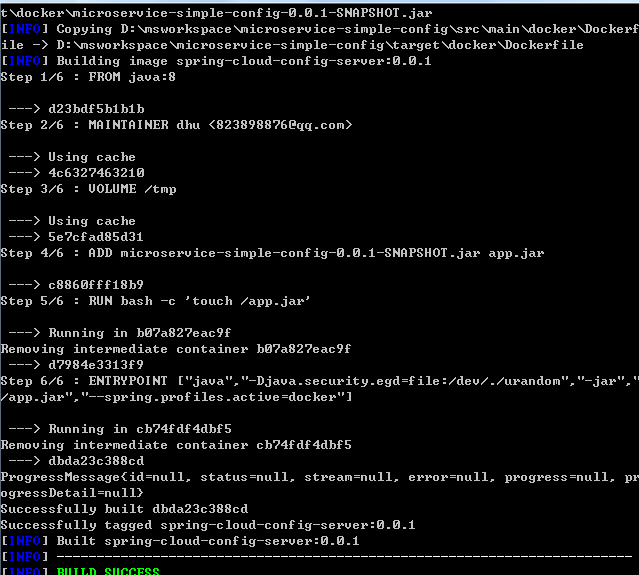 t\docker\microservice-simple-config-0.0.1-SNAPSHOT.jar
[INFO] Copying D:\msworkspace\microservice-simple-config\src\main\docker\Dockerf
ile -> D:\msworkspace\microservice-simple-config\target\docker\Dockerfile
[INFO] Building image spring-cloud-config-server:0.0.1
Step 1/6 : FROM java:8
---> d23bdf5b1b1b
Step 2/6 : MAINTAINER dhu <823898876@qq.com>
---> Using cache
---> 4c6327463210
Step 3/6 : VOLUME /tmp
---> Using cache
---> 5e7cfad85d31
Step 4/6 : ADD microservice-simple-config-0.0.1-SNAPSHOT.jar app.jar
---> c8860fff18b9
Step 5/6 : RUN bash -c 'touch /app.jar'
---> Running in b07a827eac9f
Removing intermediate container b07a827eac9f
---> d7984e3313f9
Step 6/6 : ENTRYPOINT ["java","-Djava.security.egd=file:/dev/./urandom","-jar","
/app.jar","--spring.profiles.active=docker"]
---> Running in cb74fdf4dbf5
Removing intermediate container cb74fdf4dbf5
---> dbda23c388cd
ProgressMessage{id=null, status=null, stream=null, error=null, progress=null, pr
ogressDetail=null}
Successfully built dbda23c388cd
Successfully tagged spring-cloud-config-server:0.0.1
[INFO] Built spring-cloud-config-server:0.0.1
[INFO] ------------------------------------------------------------------------
[INFO] BUILD SUCCESS